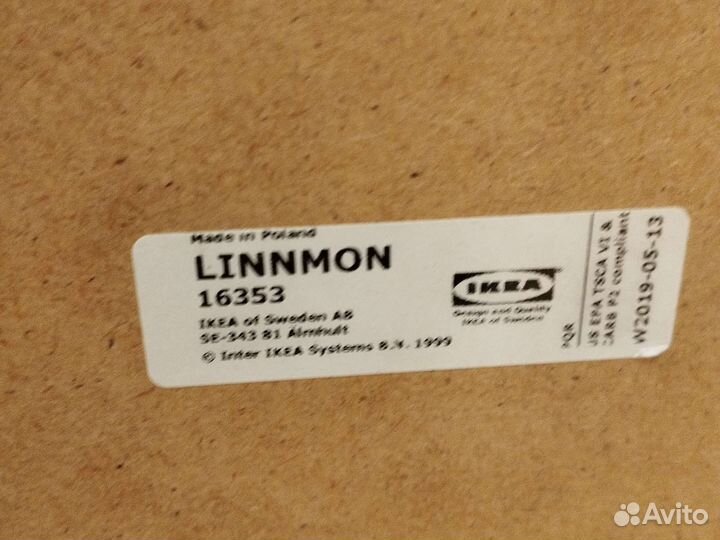 Made in Poland
LINNMON
16353
IKEA of Sweden AB
SE-343 81 Älmhult
© Inter IKEA Systems B.V. 1999
IKEA
Design and Quality
IKEA of Sweden
PQR
US EPA TSCA VI &
CARB P2 compliant
W2019-05-13
Avito